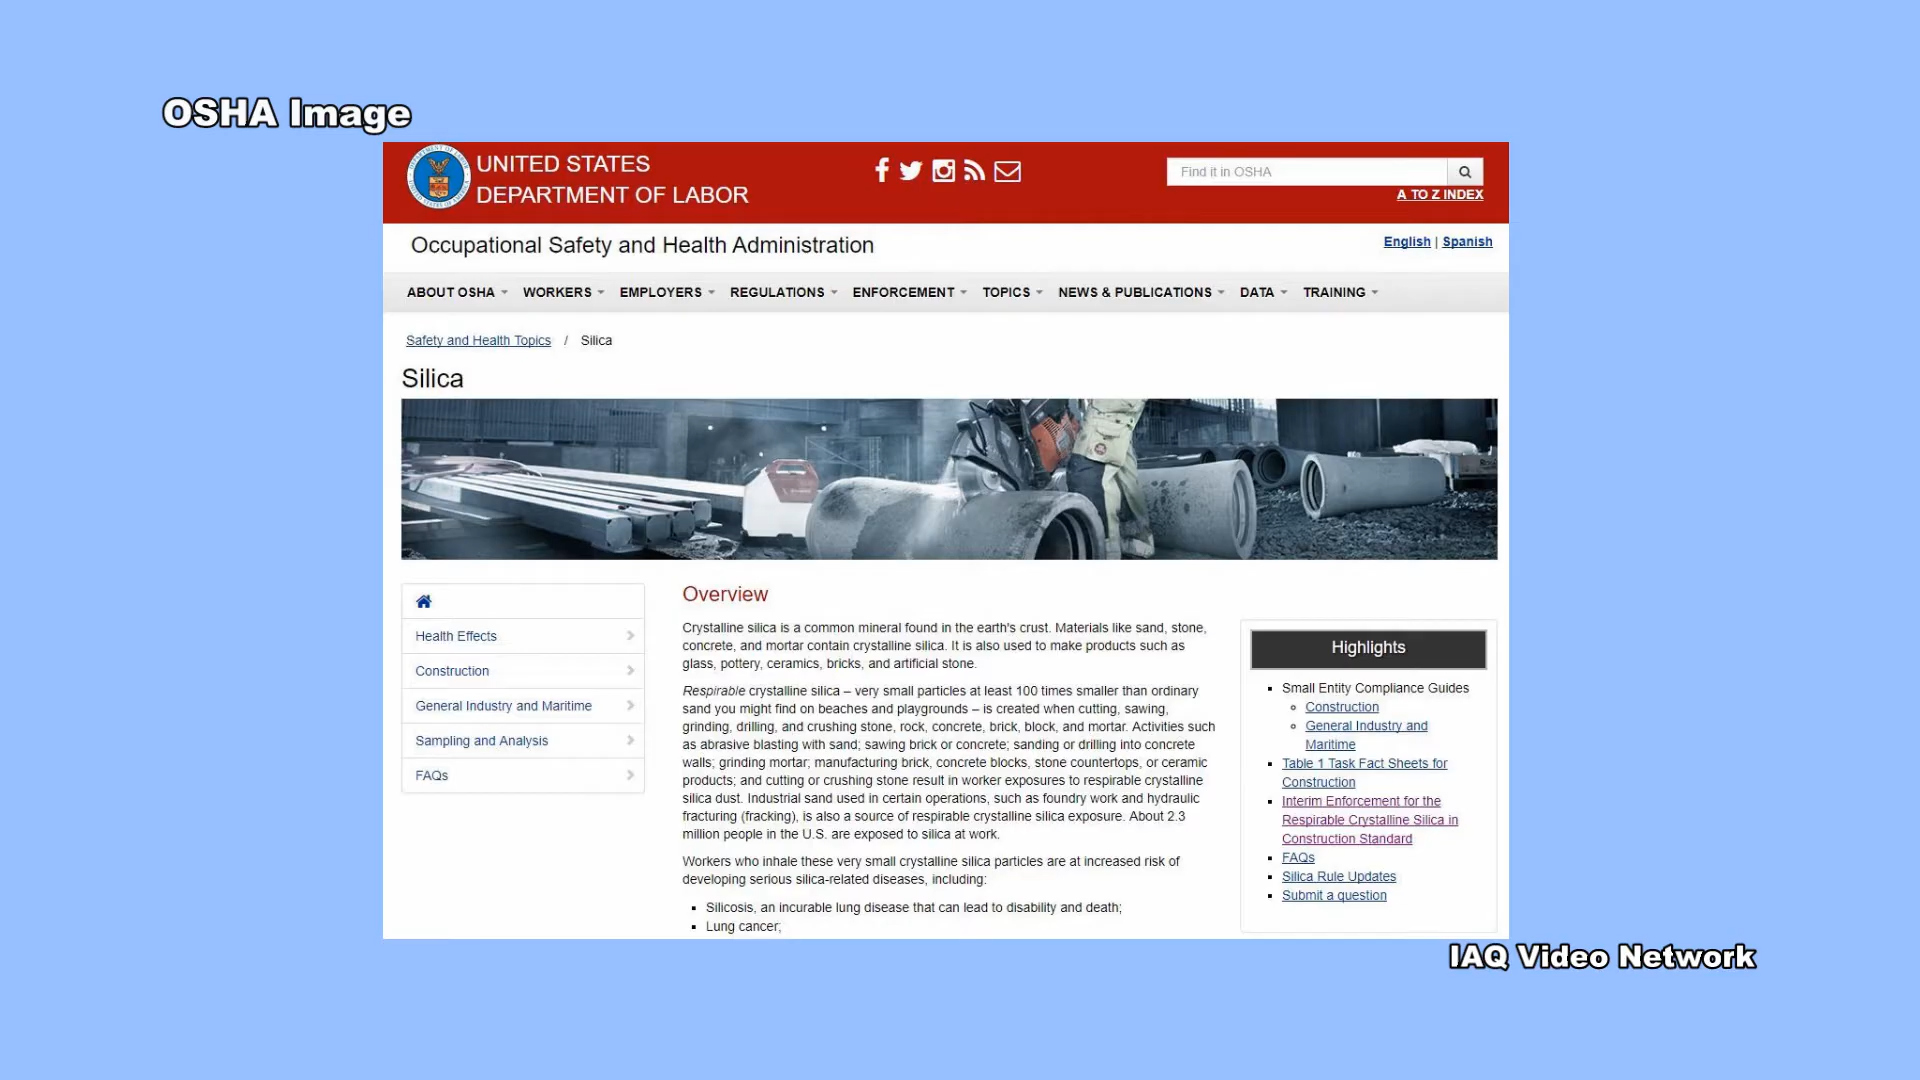 OSHA Image
UNITED STATES
DEPARTMENT OF LABOR
Find it in OSHA
A TO Z INDEX
Occupational Safety and Health Administration
English | Spanish
ABOUT OSHA WORKERS EMPLOYERS REGULATIONS ENFORCEMENT TOPICS NEWS & PUBLICATIONS DATA TRAINING
Safety and Health Topics / Silica
Silica
Health Effects
Construction
General Industry and Maritime
Sampling and Analysis
FAQs
Overview
Crystalline silica is a common mineral found in the earth's crust. Materials like sand, stone,
concrete, and mortar contain crystalline silica. It is also used to make products such as
glass, pottery, ceramics, bricks, and artificial stone.
Respirable crystalline silica – very small particles at least 100 times smaller than ordinary
sand you might find on beaches and playgrounds – is created when cutting, sawing,
grinding, drilling, and crushing stone, rock, concrete, brick, block, and mortar. Activities such
as abrasive blasting with sand; sawing brick or concrete; sanding or drilling into concrete
walls; grinding mortar; manufacturing brick, concrete blocks, stone countertops, or ceramic
products; and cutting or crushing stone result in worker exposures to respirable crystalline
silica dust. Industrial sand used in certain operations, such as foundry work and hydraulic
fracturing (fracking), is also a source of respirable crystalline silica exposure. About 2.3
million people in the U.S. are exposed to silica at work.
Workers who inhale these very small crystalline silica particles are at increased risk of
developing serious silica-related diseases, including:
Silicosis, an incurable lung disease that can lead to disability and death;
Lung cancer;
Highlights
Small Entity Compliance Guides
Construction
General Industry and
Maritime
Table 1 Task Fact Sheets for
Construction
Interim Enforcement for the
Respirable Crystalline Silica in
Construction Standard
FAQs
Silica Rule Updates
Submit a question
IAQ Video Network